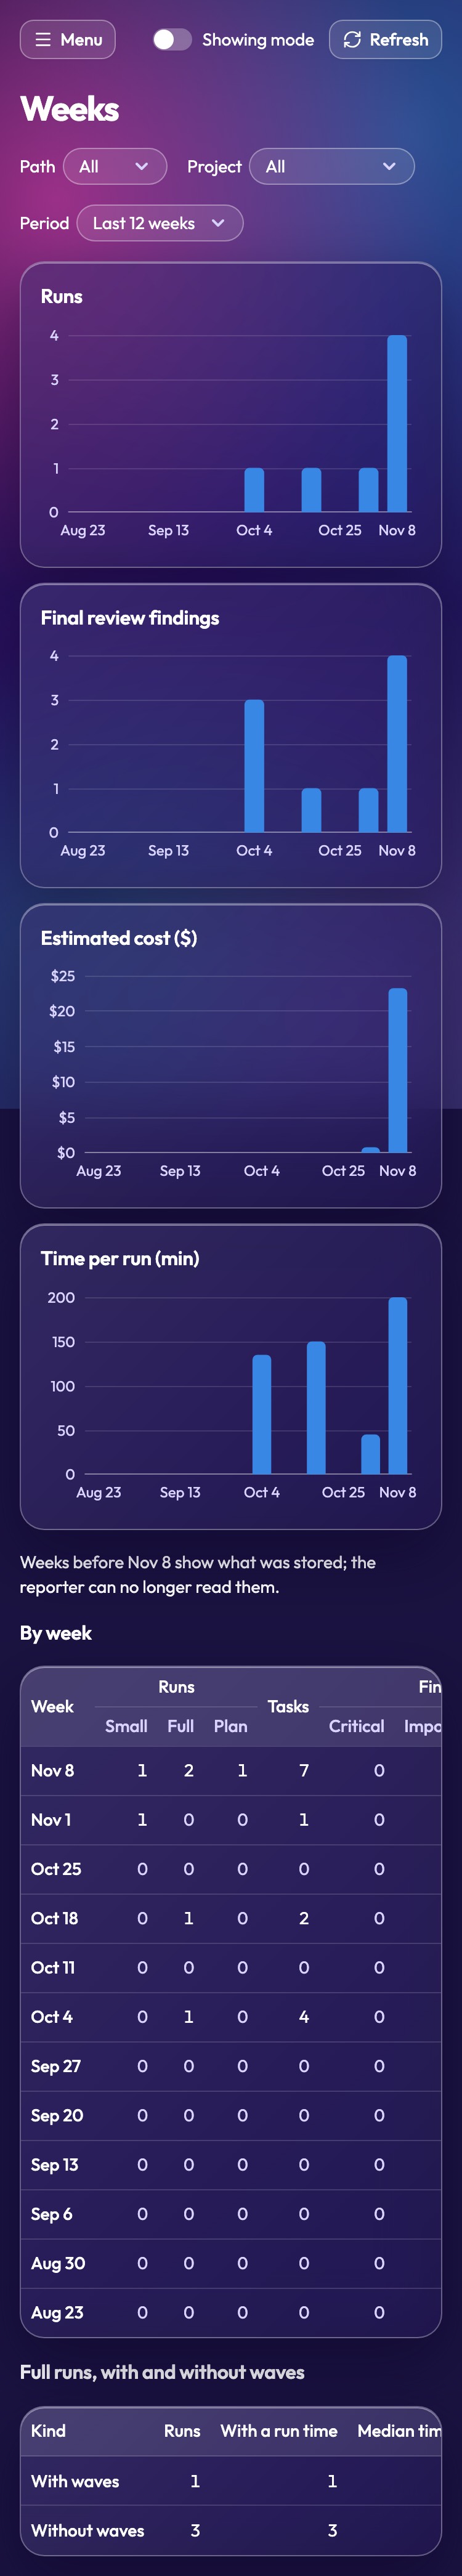 Menu
Showing mode
Refresh
Weeks
Path All Project All
Period Last 12 weeks
Runs
4
3
2
1
0
Aug 23 Sep 13 Oct 4 Oct 25 Nov 8
Final review findings
4
3
2
1
0
Aug 23 Sep 13 Oct 4 Oct 25 Nov 8
Estimated cost ($)
$25
$20
$15
$10
$5
$0
Aug 23 Sep 13 Oct 4 Oct 25 Nov 8
Time per run (min)
200
150
100
50
0
Aug 23 Sep 13 Oct 4 Oct 25 Nov 8
Weeks before Nov 8 show what was stored; the
reporter can no longer read them.
By week
Runs Fin
Week Tasks
Small Full Plan Critical Impo
Nov 8 1 2 1 7 0
Nov 1 1 0 0 1 0
Oct 25 0 0 0 0 0
Oct 18 0 1 0 2 0
Oct 11 0 0 0 0 0
Oct 4 0 1 0 4 0
Sep 27 0 0 0 0 0
Sep 20 0 0 0 0 0
Sep 13 0 0 0 0 0
Sep 6 0 0 0 0 0
Aug 30 0 0 0 0 0
Aug 23 0 0 0 0 0
Full runs, with and without waves
Kind Runs With a run time Median tim
With waves 1 1
Without waves 3 3